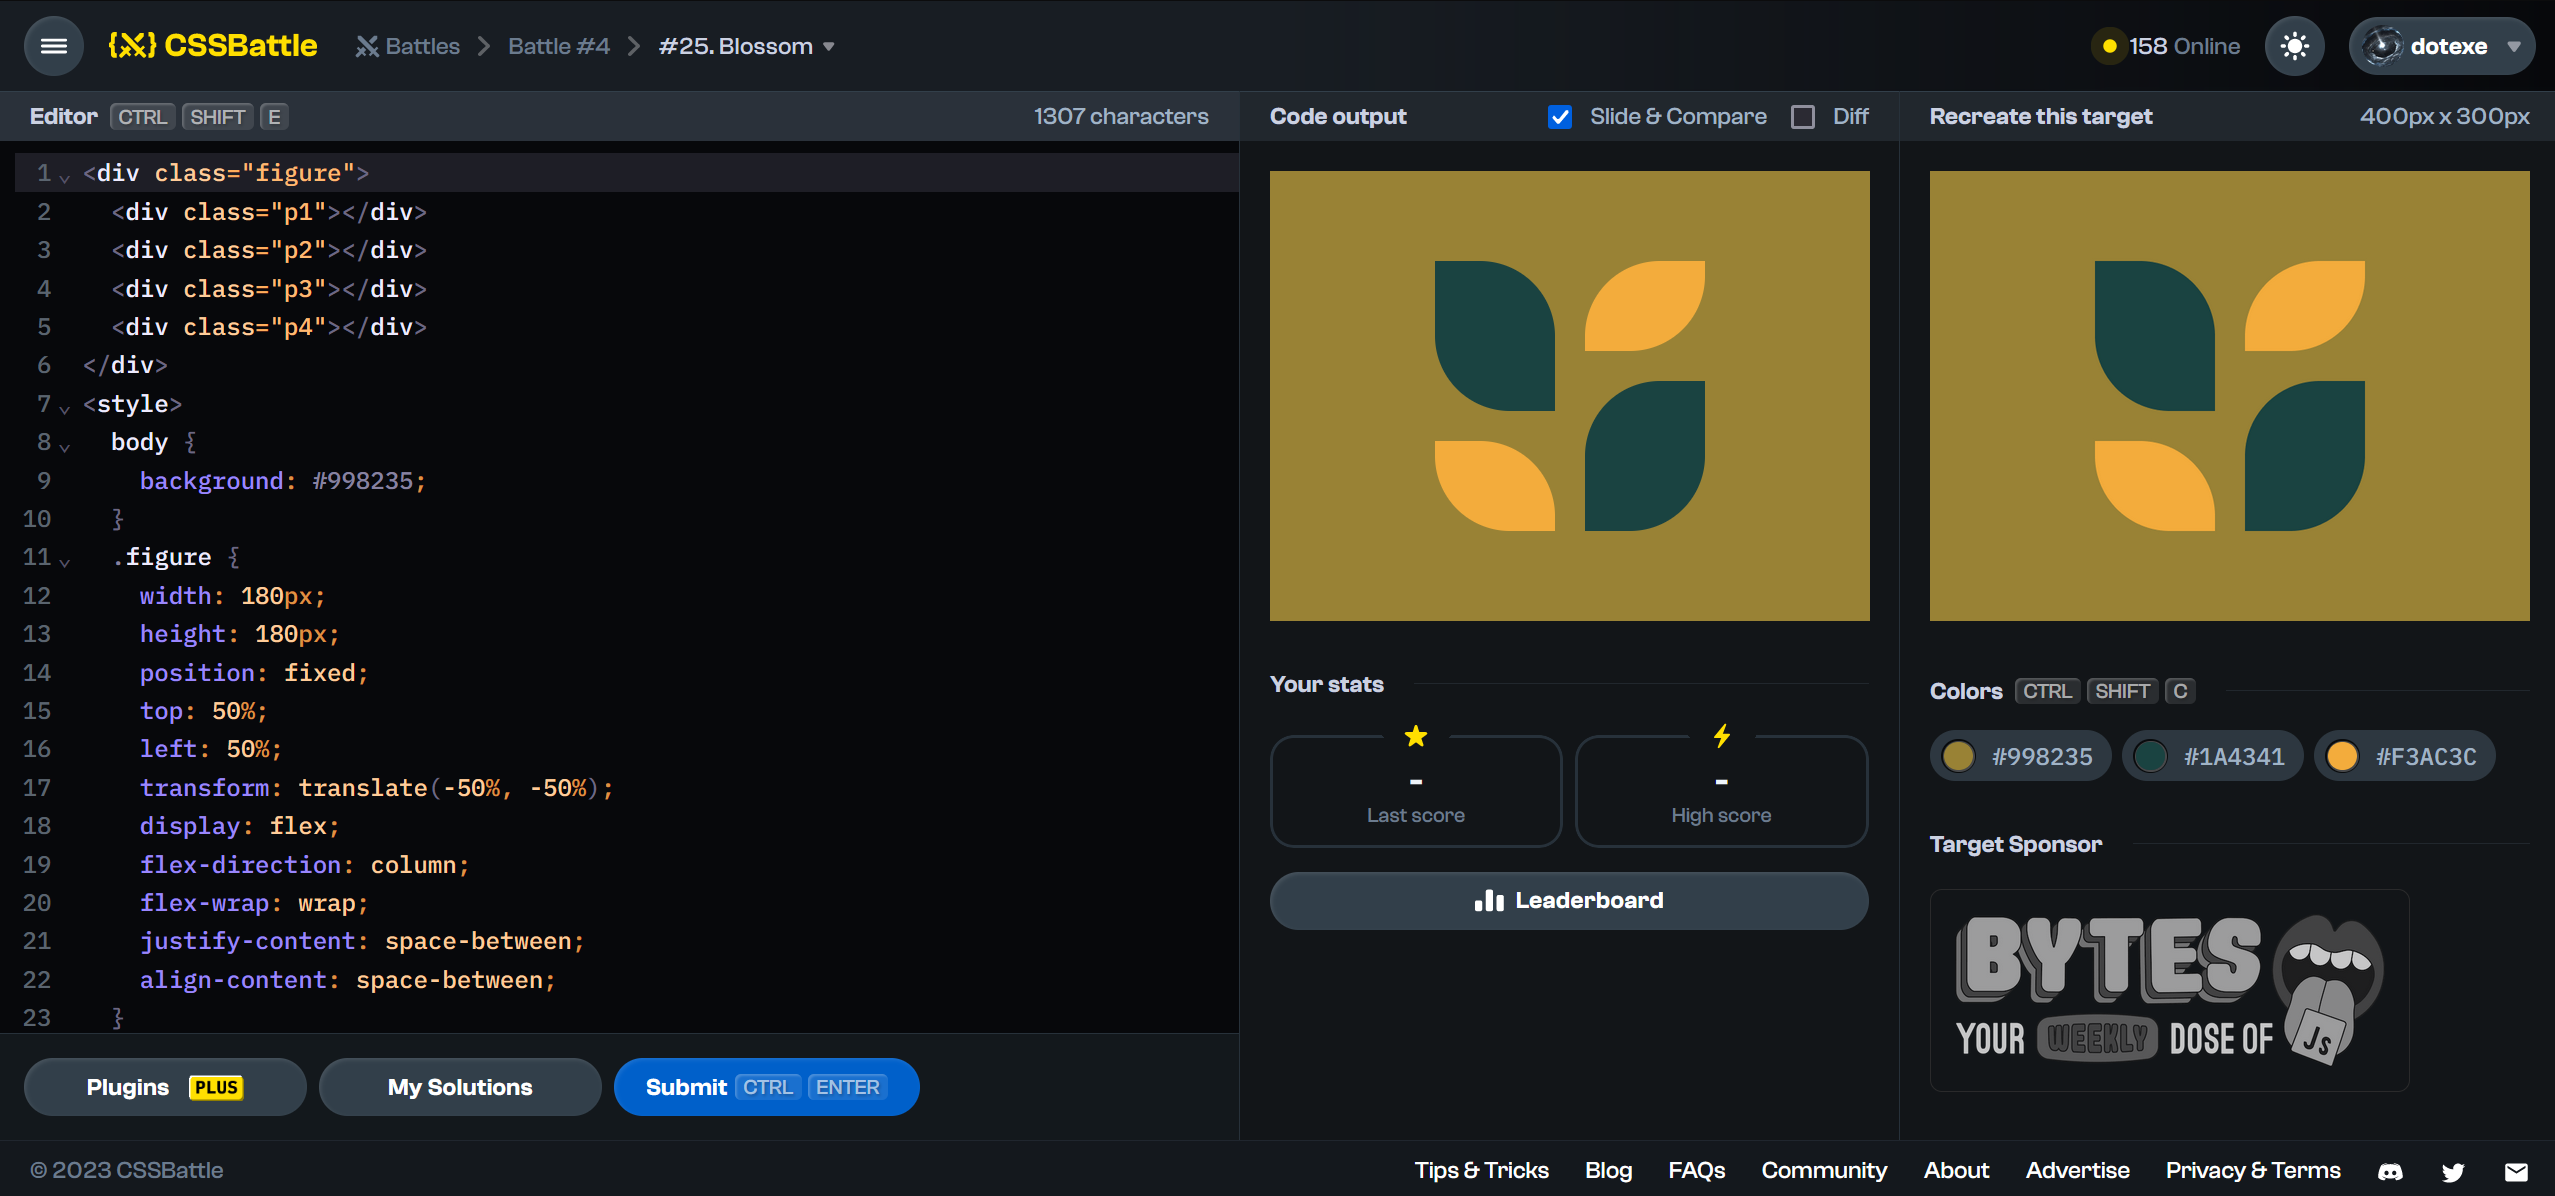 {X} CSSBattle Battles > Battle #4 > #25. Blossom 158 Online dotexe
Editor CTRL SHIFT E 1307 characters
1 <div class="figure">
2 <div class="p1"></div>
3 <div class="p2"></div>
4 <div class="p3"></div>
5 <div class="p4"></div>
6 </div>
7 <style>
8 body {
9 background: #998235;
10 }
11 .figure {
12 width: 180px;
13 height: 180px;
14 position: fixed;
15 top: 50%;
16 left: 50%;
17 transform: translate(-50%, -50%);
18 display: flex;
19 flex-direction: column;
20 flex-wrap: wrap;
21 justify-content: space-between;
22 align-content: space-between;
23 }
Plugins PLUS My Solutions Submit CTRL ENTER
Code output Slide & Compare Diff
Your stats
-
Last score
-
High score
Leaderboard
Recreate this target 400px x 300px
Colors CTRL SHIFT C
#998235 #1A4341 #F3AC3C
Target Sponsor
BYTES
YOUR WEEKLY DOSE OF JS
© 2023 CSSBattle Tips & Tricks Blog FAQs Community About Advertise Privacy & Terms